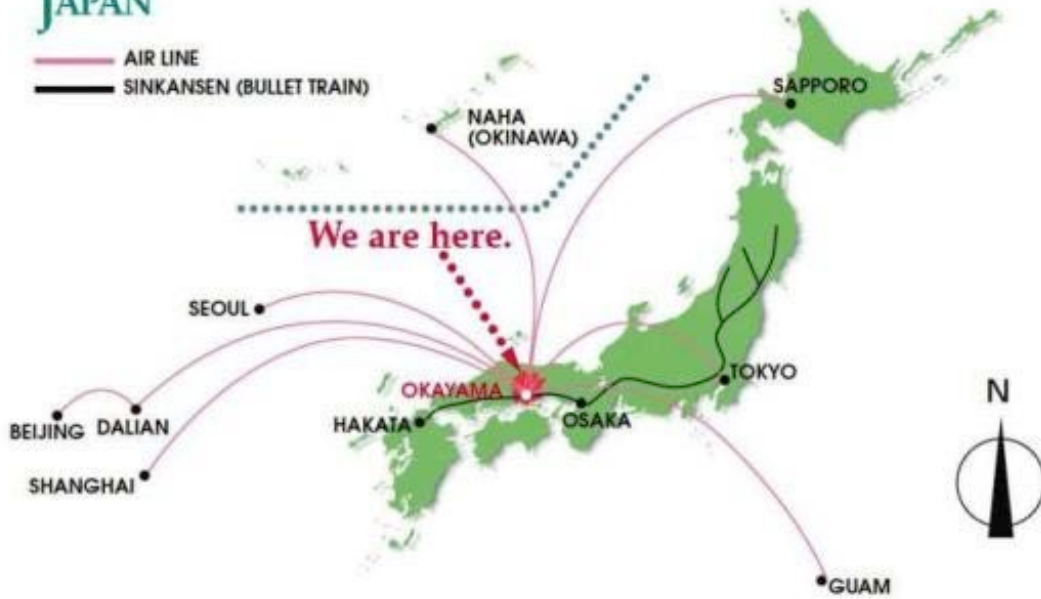 JAPAN
AIR LINE
SINKANSEN (BULLET TRAIN)
SAPPORO
NAHA
(OKINAWA)
We are here.
SEOUL
TOKYO
OKAYAMA
N
BEIJING
DALIAN
HAKATA
OSAKA
SHANGHAI
GUAM